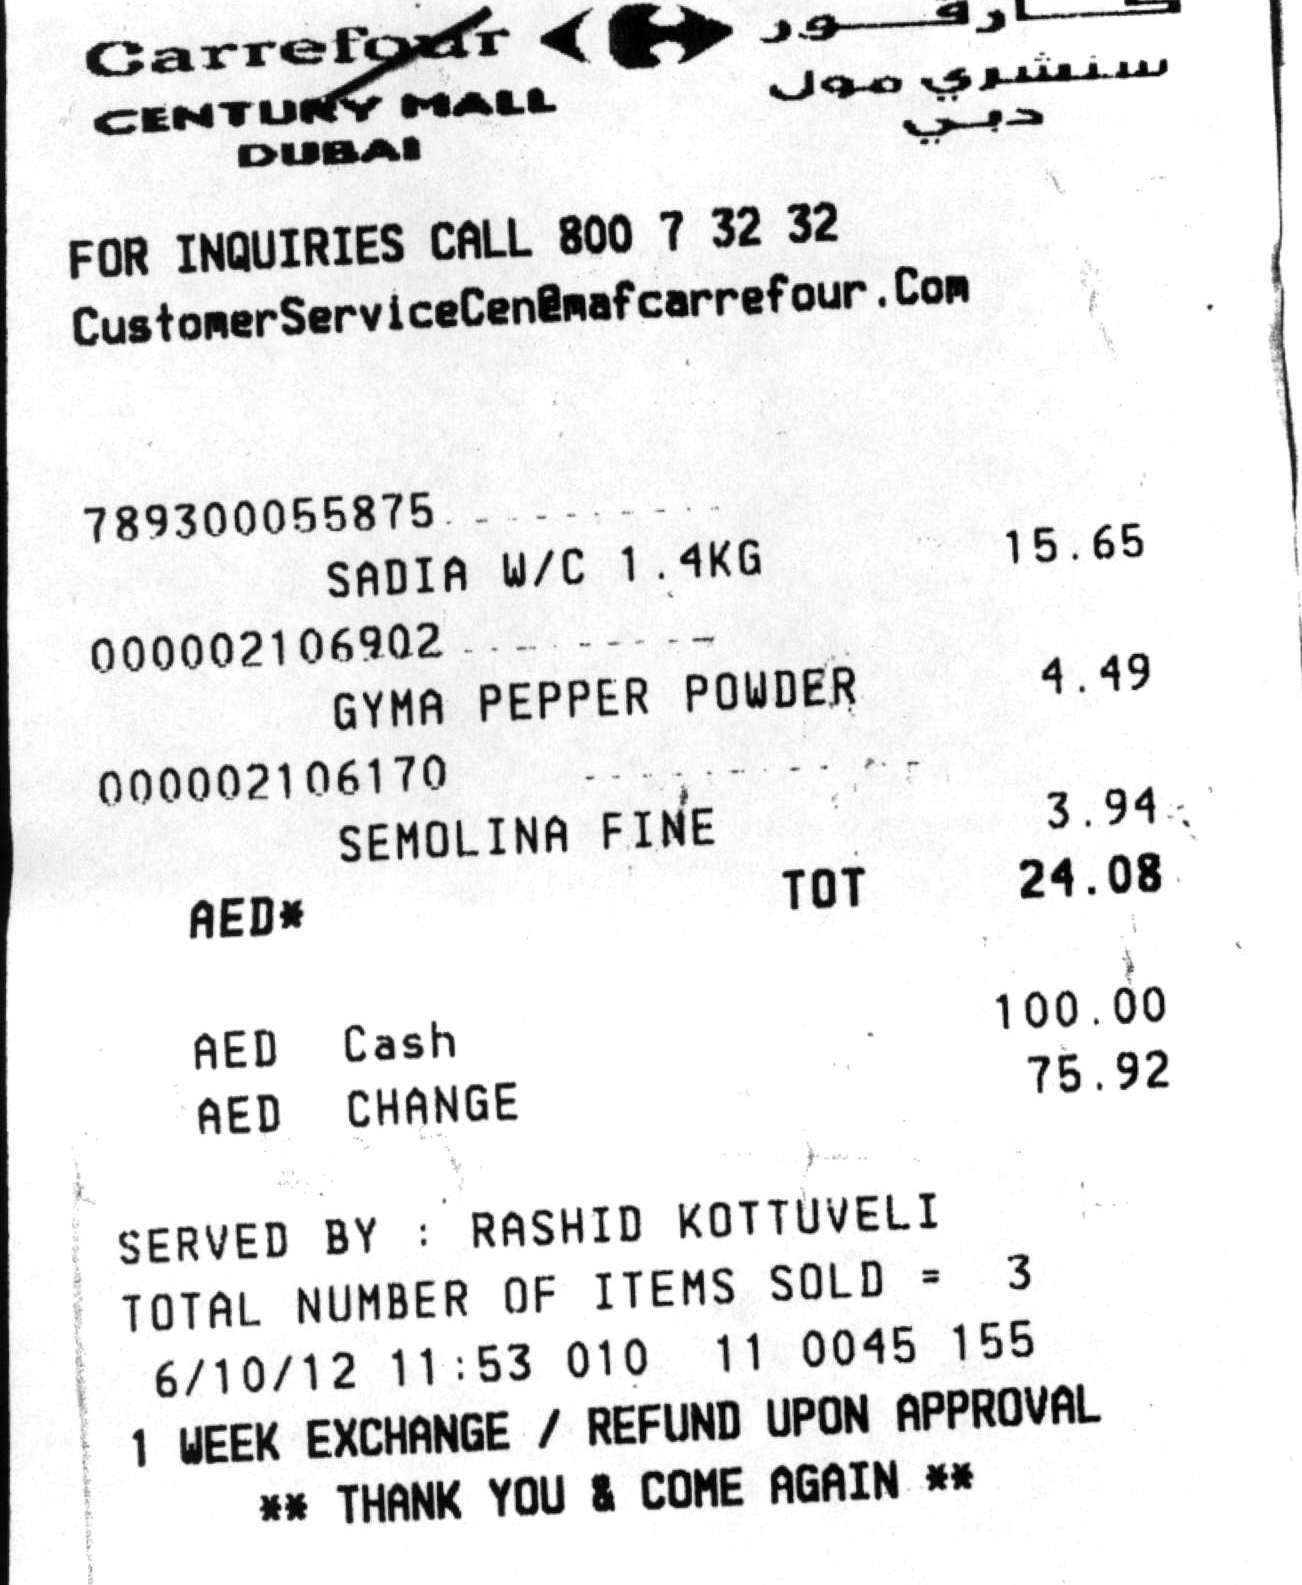 Carrefour كارفور
CENTURY MALL سنشري مول
DUBAI دبي
FOR INQUIRIES CALL 800 7 32 32
CustomerServiceCen@mafcarrefour.Com
789300055875
SADIA W/C 1.4KG 15.65
000002106902
GYMA PEPPER POWDER 4.49
000002106170
SEMOLINA FINE 3.94
AED* TOT 24.08
AED Cash 100.00
AED CHANGE 75.92
SERVED BY : RASHID KOTTUVELI
TOTAL NUMBER OF ITEMS SOLD = 3
6/10/12 11:53 010 11 0045 155
1 WEEK EXCHANGE / REFUND UPON APPROVAL
** THANK YOU & COME AGAIN **